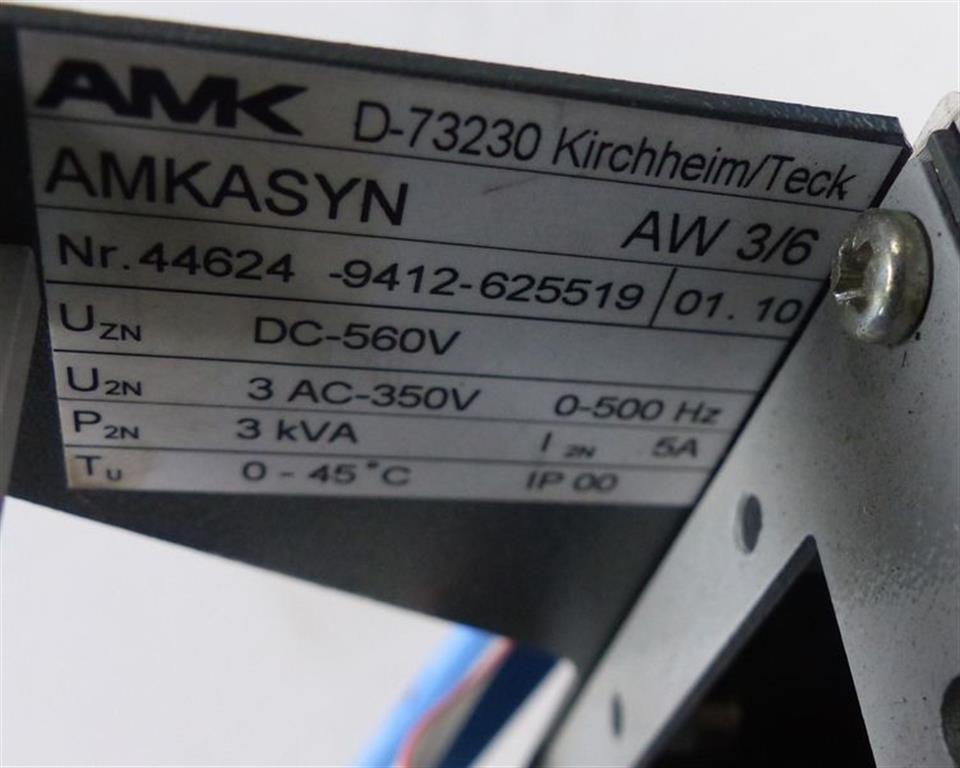 AMK D-73230 Kirchheim/Teck
AMKASYN AW 3/6
Nr. 44624 -9412-625519 / 01. 10
UZN DC-560V
U2N 3 AC-350V 0-500 Hz
P2N 3 kVA I 2N 5A
TU 0 - 45°C IP 00